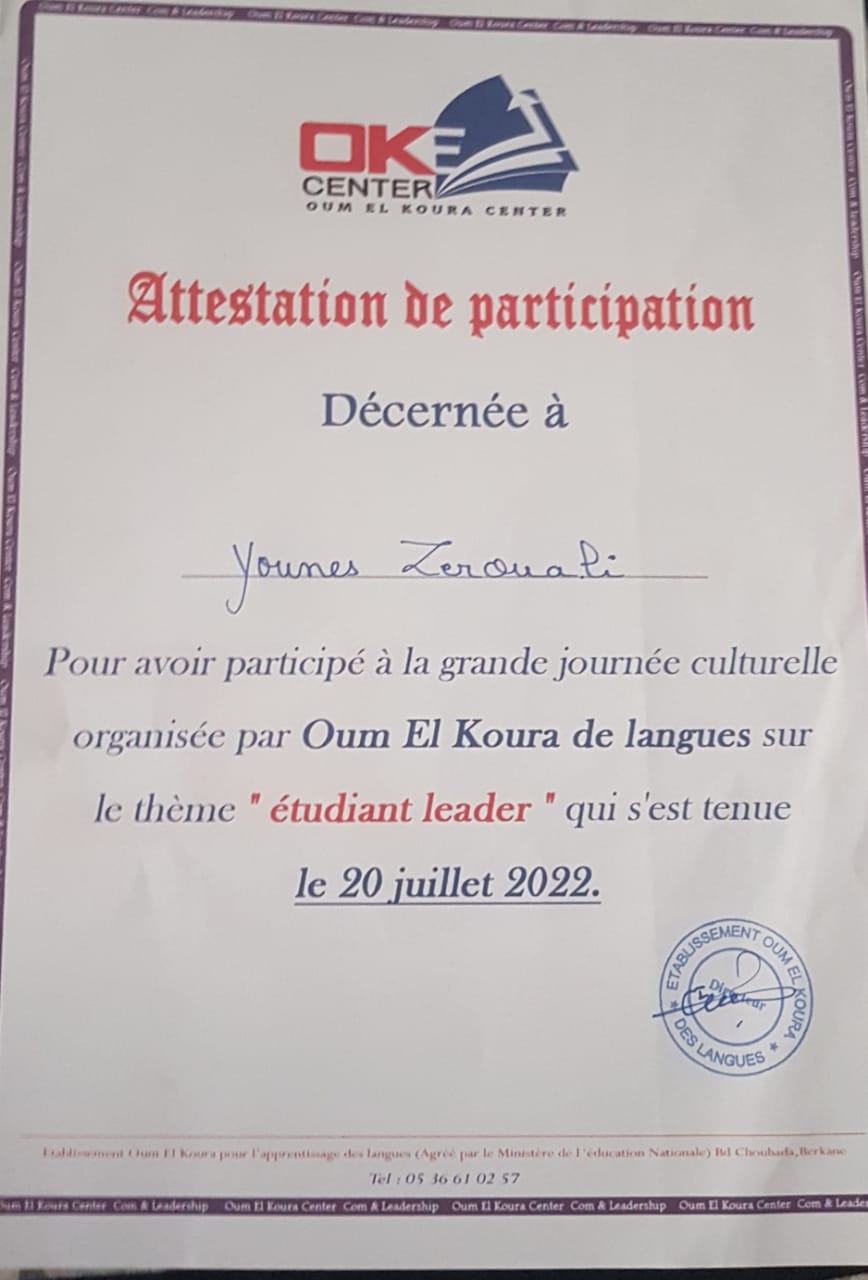 Oum El Koura Center Com & Leadership Oum El Koura Center Com & Leadership Oum El Koura Center Com & Leadership Oum El Koura Center Com & Leadership
OKE
CENTER
OUM EL KOURA CENTER
Attestation de participation
Décernée à
Younes Zerouali
Pour avoir participé à la grande journée culturelle
organisée par Oum El Koura de langues sur
le thème " étudiant leader " qui s'est tenue
le 20 juillet 2022.
ETABLISSEMENT OUM EL KOURA
Directeur
* DES LANGUES *
Etablissement Oum El Koura pour l'apprentissage des langues (Agréé par le Ministère de l'éducation Nationale) Bd Chouhada,Berkane
Tel : 05 36 61 02 57
Oum El Koura Center Com & Leadership Oum El Koura Center Com & Leadership Oum El Koura Center Com & Leadership Oum El Koura Center Com & Leader